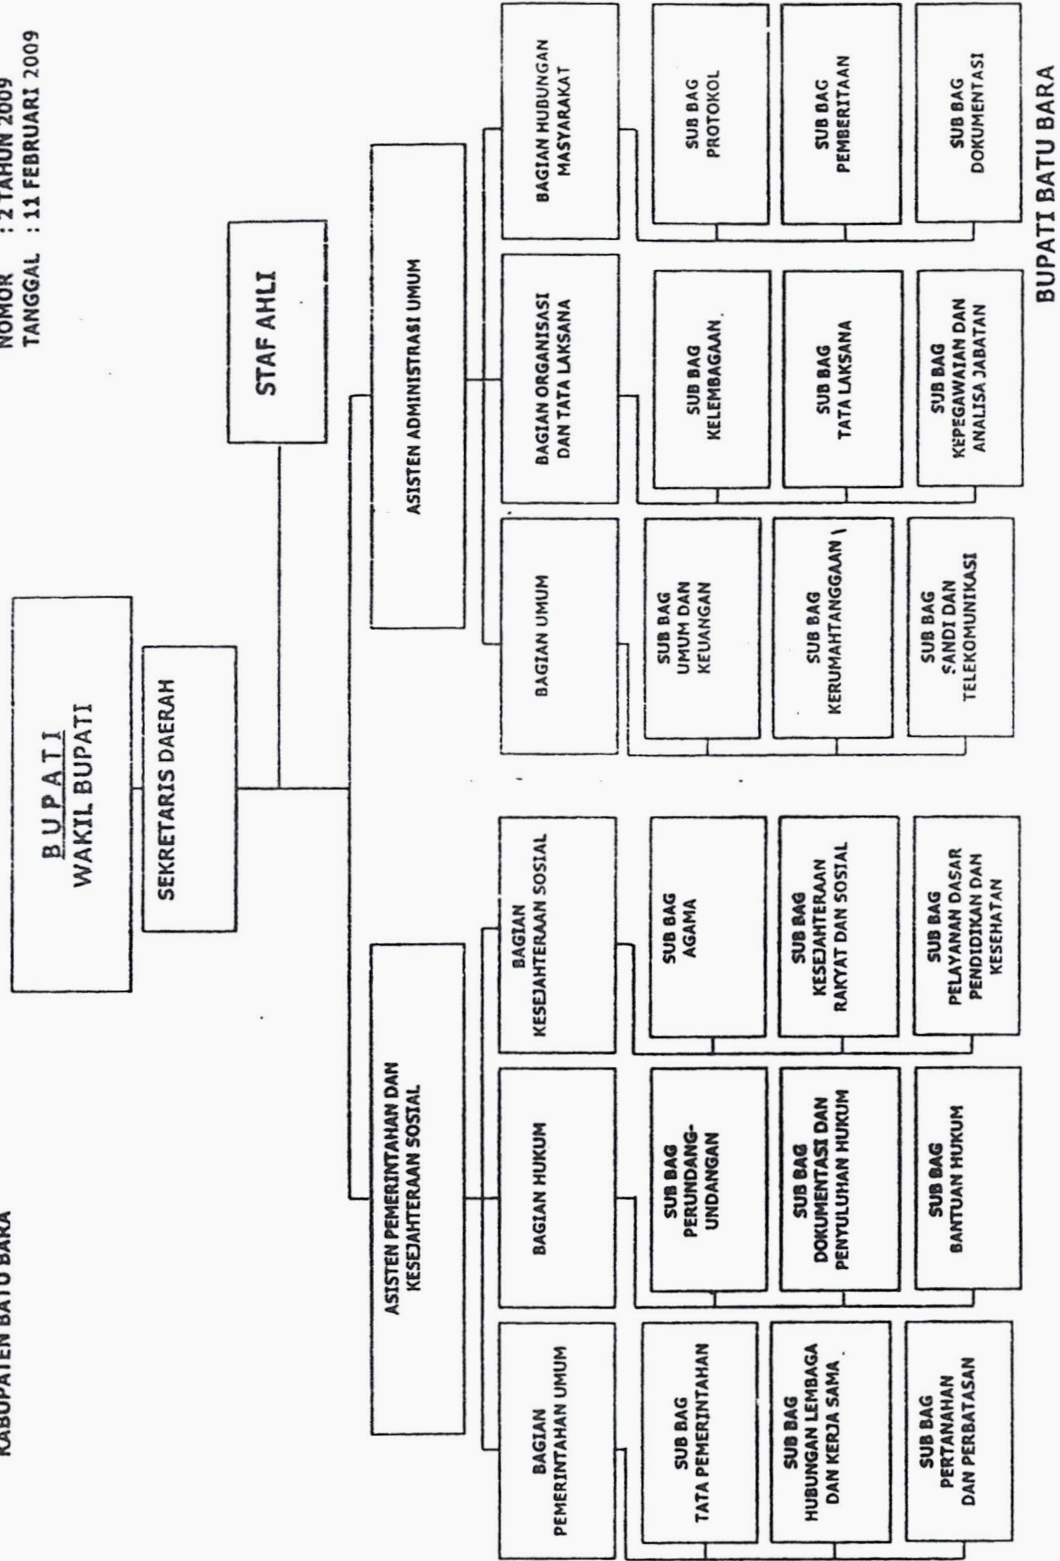 KABUPATEN BATU BARA
NOMOR : 2 TAHUN 2009
TANGGAL : 11 FEBRUARI 2009
BUPATI
WAKIL BUPATI
SEKRETARIS DAERAH
STAF AHLI
ASISTEN PEMERINTAHAN DAN
KESEJAHTERAAN SOSIAL
ASISTEN ADMINISTRASI UMUM
BAGIAN
PEMERINTAHAN UMUM
BAGIAN HUKUM
BAGIAN
KESEJAHTERAAN SOSIAL
BAGIAN UMUM
BAGIAN ORGANISASI
DAN TATA LAKSANA
BAGIAN HUBUNGAN
MASYARAKAT
SUB BAG
TATA PEMERINTAHAN
SUB BAG
PERUNDANG-
UNDANGAN
SUB BAG
AGAMA
SUB BAG
UMUM DAN
KEUANGAN
SUB BAG
KELEMBAGAAN
SUB BAG
PROTOKOL
SUB BAG
HUBUNGAN LEMBAGA
DAN KERJA SAMA
SUB BAG
DOKUMENTASI DAN
PENYULUHAN HUKUM
SUB BAG
KESEJAHTERAAN
RAKYAT DAN SOSIAL
SUB BAG
KERUMAHTANGGAAN
SUB BAG
TATA LAKSANA
SUB BAG
PEMBERITAAN
SUB BAG
PERTANAHAN
DAN PERBATASAN
SUB BAG
BANTUAN HUKUM
SUB BAG
PELAYANAN DASAR
PENDIDIKAN DAN
KESEHATAN
SUB BAG
SANDI DAN
TELEKOMUNIKASI
SUB BAG
KEPEGAWAIAN DAN
ANALISA JABATAN
SUB BAG
DOKUMENTASI
BUPATI BATU BARA